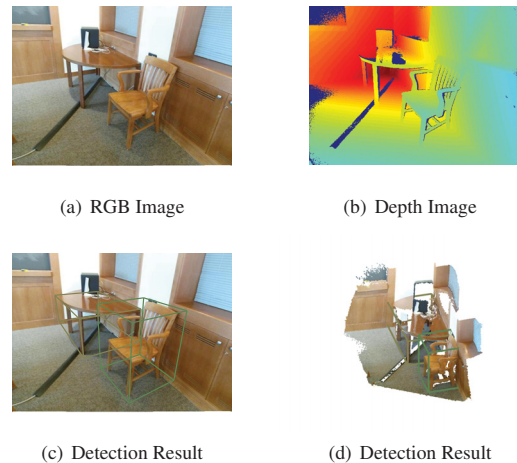 (a) RGB Image
(b) Depth Image
(c) Detection Result
(d) Detection Result